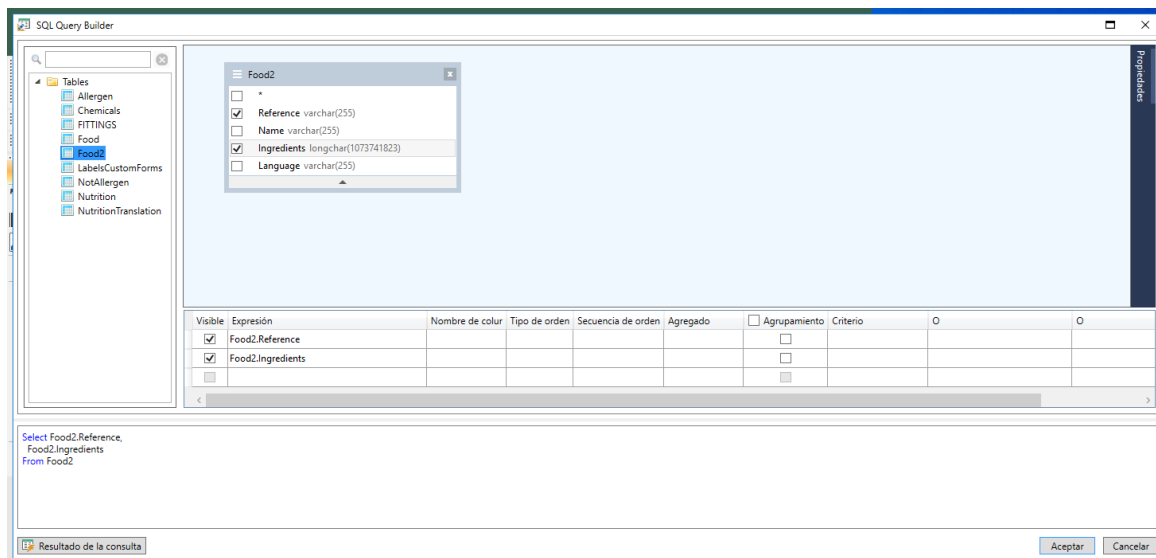 SQL Query Builder
Tables
Allergen
Chemicals
FITTINGS
Food
Food2
LabelsCustomForms
NotAllergen
Nutrition
NutritionTranslation
Food2
*
Reference varchar(255)
Name varchar(255)
Ingredients longchar(1073741823)
Language varchar(255)
Propiedades
Visible Expresión Nombre de colur Tipo de orden Secuencia de orden Agregado Agrupamiento Criterio O O
Food2.Reference
Food2.Ingredients
Select Food2.Reference,
Food2.Ingredients
From Food2
Resultado de la consulta Aceptar Cancelar